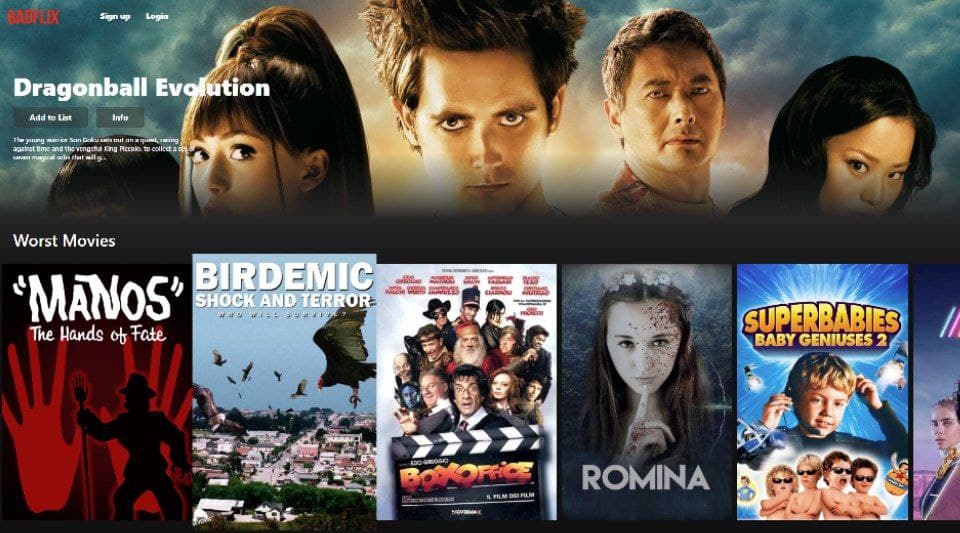 BADFLIX
Sign up Login
Dragonball Evolution
Add to List Info
The young warrior Son Goku sets out on a quest, racing
against time and the vengeful King Piccolo, to collect a set of
seven magical orbs that will g...
Worst Movies
"MANOS"
The Hands of Fate
BIRDEMIC
SHOCK AND TERROR
WHO WILL SURVIVE?
EZIO GREGGIO
BOX OFFICE
IL FILM DEI FILM
MOVIEMAX
ROMINA
SUPERBABIES
BABY GENIUSES 2